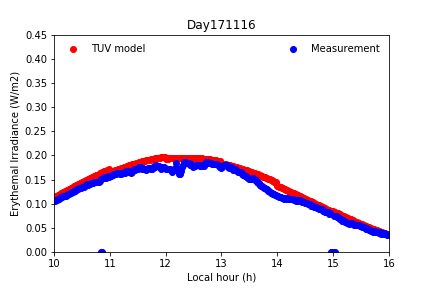 Day171116
0.45
TUV model
Measurement
0.40
0.35
0.30
0.25
0.20
0.15
0.10
0.05
0.00
Erythemal Irradiance (W/m2)
10 11 12 13 14 15 16
Local hour (h)